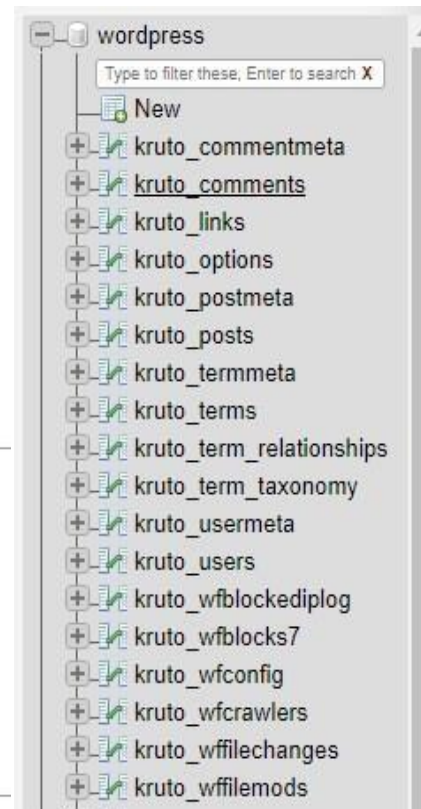 wordpress
Type to filter these, Enter to search X
New
kruto_commentmeta
kruto_comments
kruto_links
kruto_options
kruto_postmeta
kruto_posts
kruto_termmeta
kruto_terms
kruto_term_relationships
kruto_term_taxonomy
kruto_usermeta
kruto_users
kruto_wfblockediplog
kruto_wfblocks7
kruto_wfconfig
kruto_wfcrawlers
kruto_wffilechanges
kruto_wffilemods